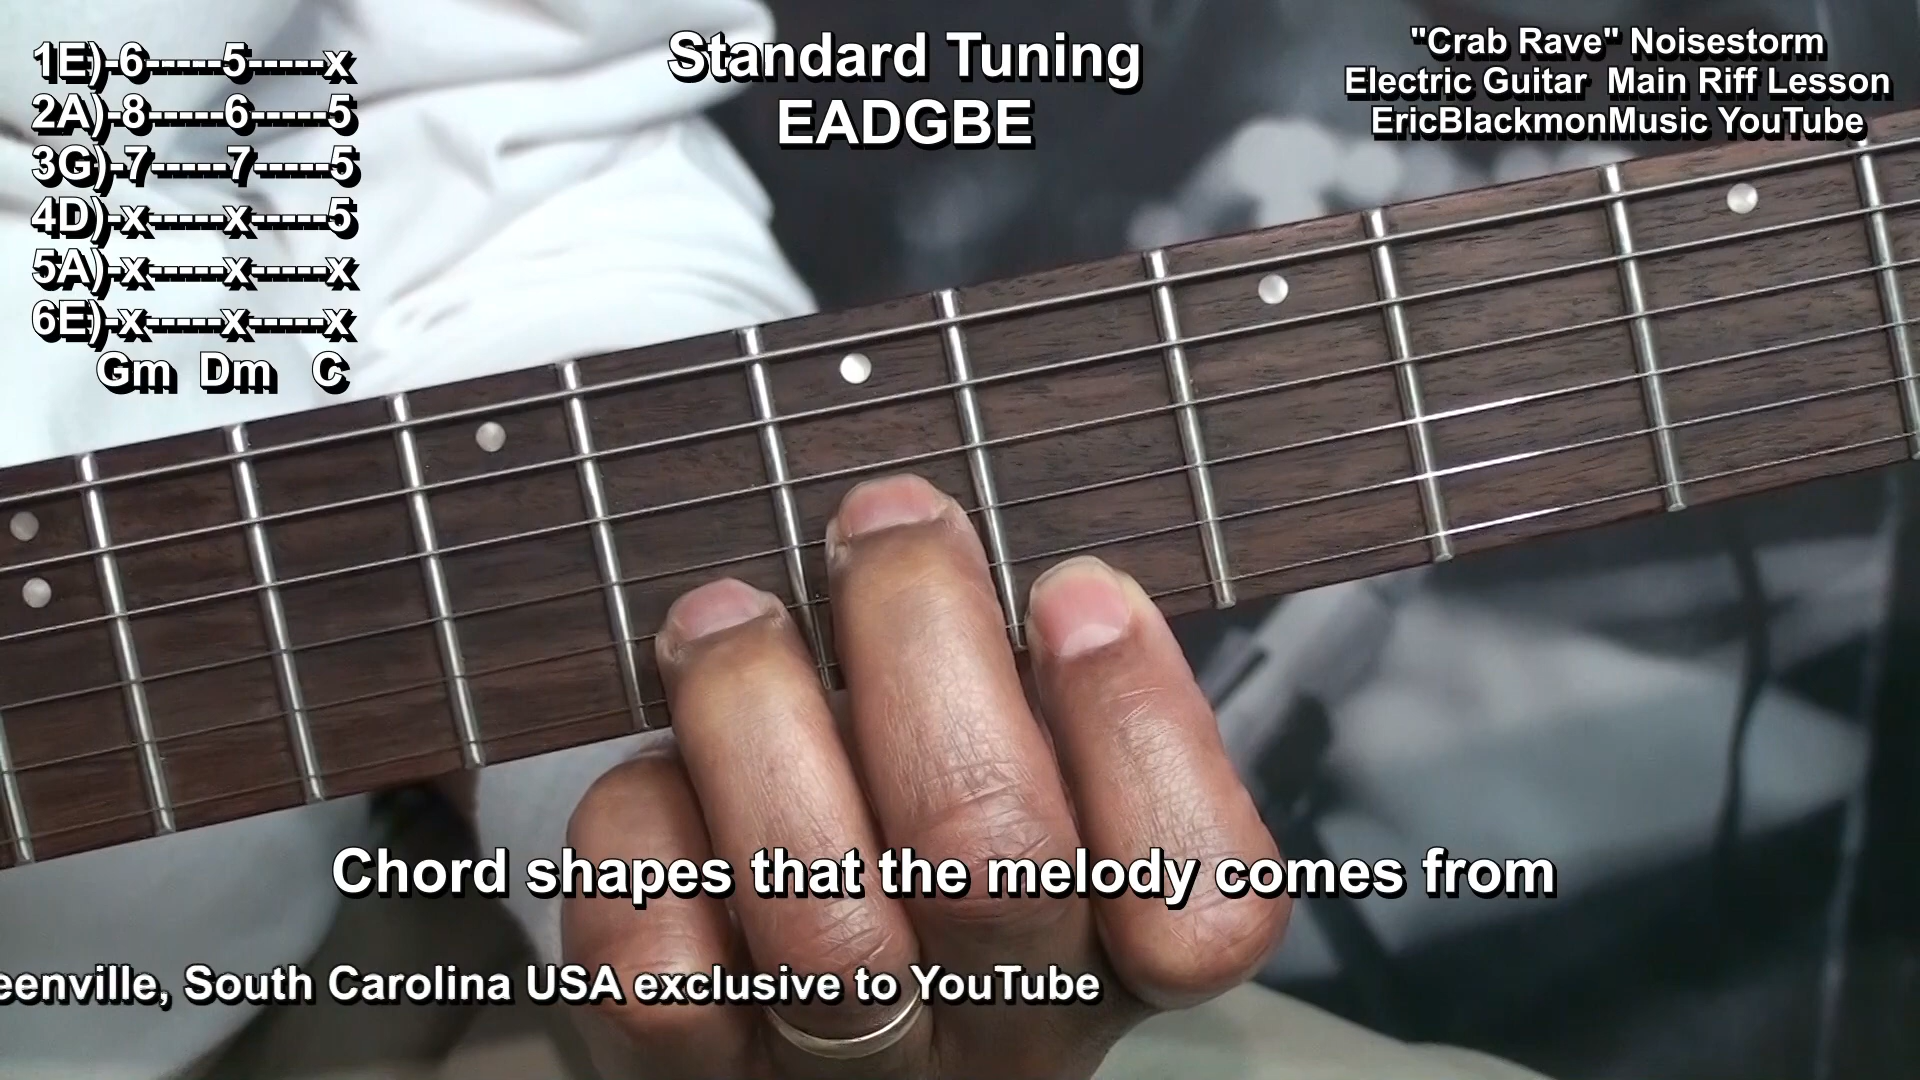 1E)-6-----5-----x
2A)-8-----6-----5
3G)-7-----7-----5
4D)-x-----x-----5
5A)-x-----x-----x
6E)-x-----x-----x
Gm Dm C
Standard Tuning
EADGBE
"Crab Rave" Noisestorm
Electric Guitar Main Riff Lesson
EricBlackmonMusic YouTube
Chord shapes that the melody comes from
eenville, South Carolina USA exclusive to YouTube